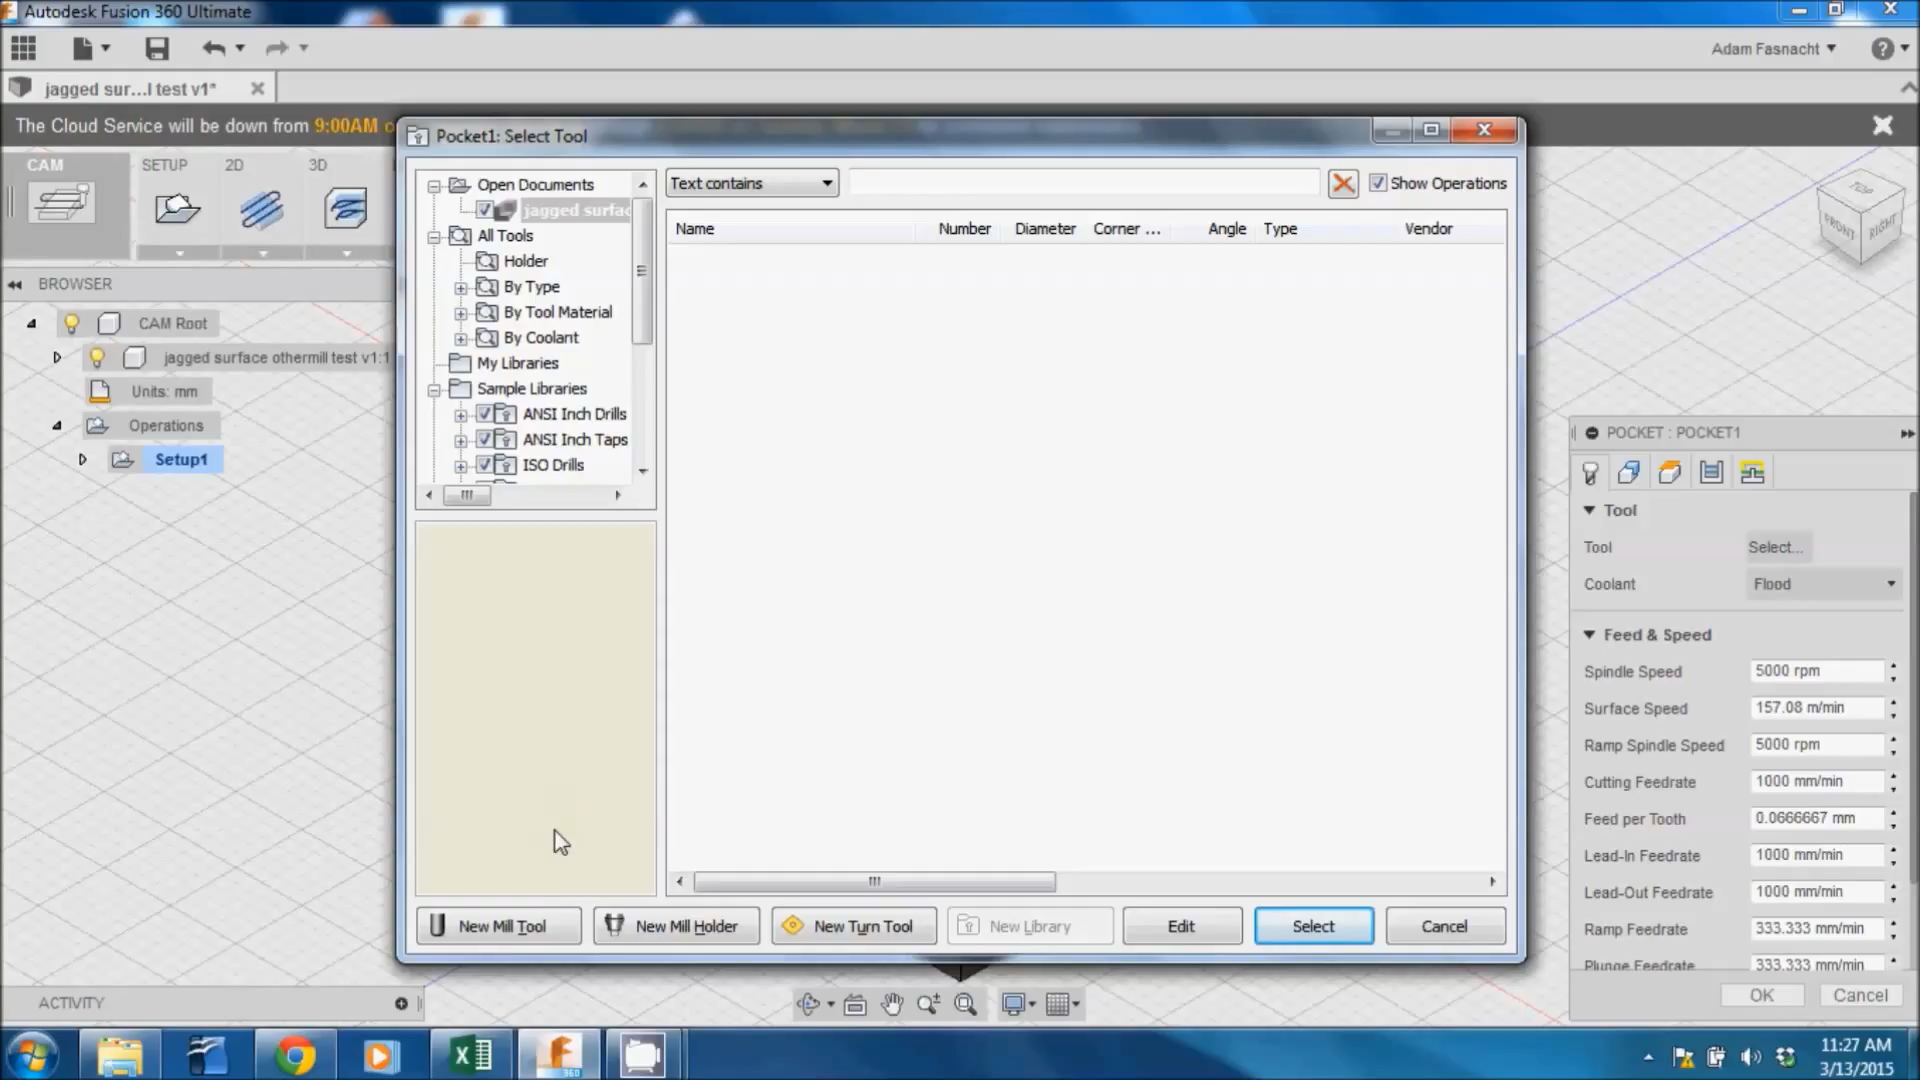 Autodesk Fusion 360 Ultimate
Adam Fasnacht
jagged sur...l test v1*
The Cloud Service will be down from 9:00AM
CAM
SETUP
2D
3D
BROWSER
CAM Root
jagged surface othermill test v1:1
Units: mm
Operations
Setup1
ACTIVITY
Pocket1: Select Tool
Open Documents
jagged surfac
All Tools
Holder
By Type
By Tool Material
By Coolant
My Libraries
Sample Libraries
ANSI Inch Drills
ANSI Inch Taps
ISO Drills
Text contains
Show Operations
Name Number Diameter Corner ... Angle Type Vendor
New Mill Tool
New Mill Holder
New Turn Tool
New Library
Edit
Select
Cancel
TOP
FRONT
RIGHT
POCKET : POCKET1
Tool
Tool Select...
Coolant Flood
Feed & Speed
Spindle Speed 5000 rpm
Surface Speed 157.08 m/min
Ramp Spindle Speed 5000 rpm
Cutting Feedrate 1000 mm/min
Feed per Tooth 0.0666667 mm
Lead-In Feedrate 1000 mm/min
Lead-Out Feedrate 1000 mm/min
Ramp Feedrate 333.333 mm/min
Plunge Feedrate 333.333 mm/min
OK
Cancel
360
11:27 AM
3/13/2015